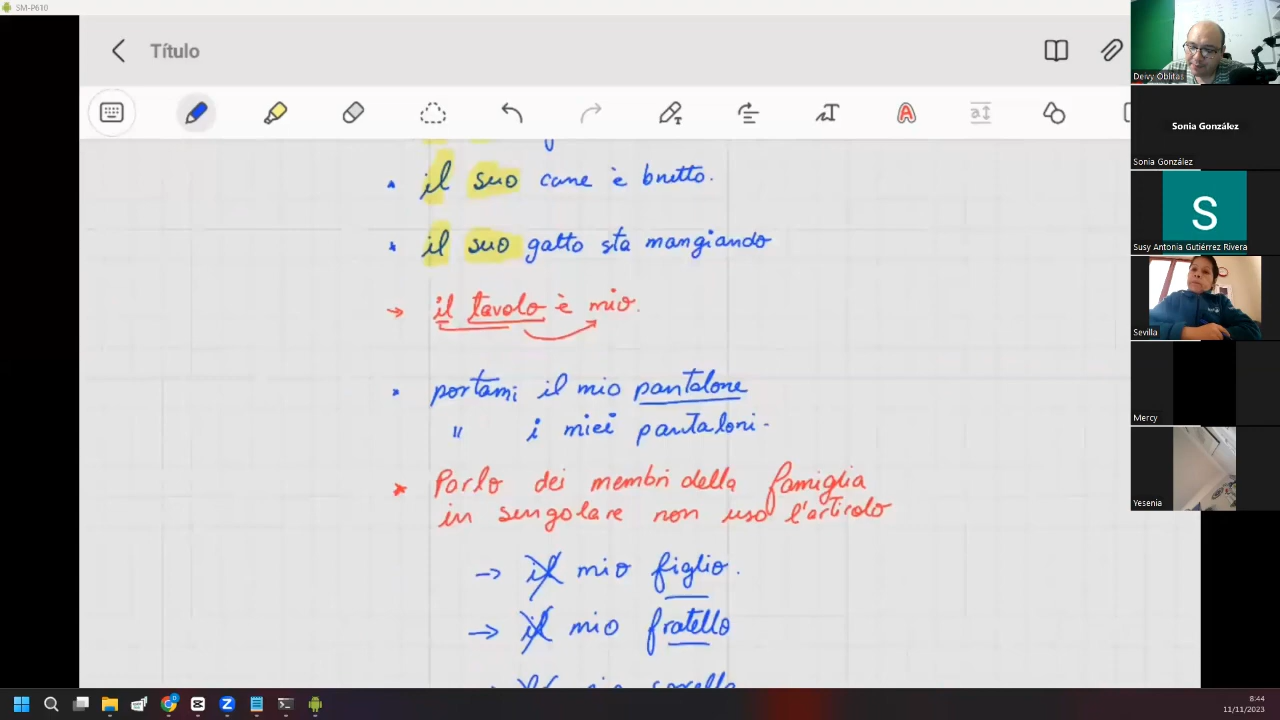 SM-P610
Título
il suo cane è brutto.
il suo gatto sta mangiando
→ il tavolo è mio.
portami il mio pantalone
" i miei pantaloni.
Parlo dei membri della famiglia
in singolare non uso l'articolo
→ il mio figlio.
→ il mio fratello
Deivy Oblitas
Sonia González
Sonia González
S
Susy Antonia Gutiérrez Rivera
Sevilla
Mercy
Yesenia
8:44
11/11/2023